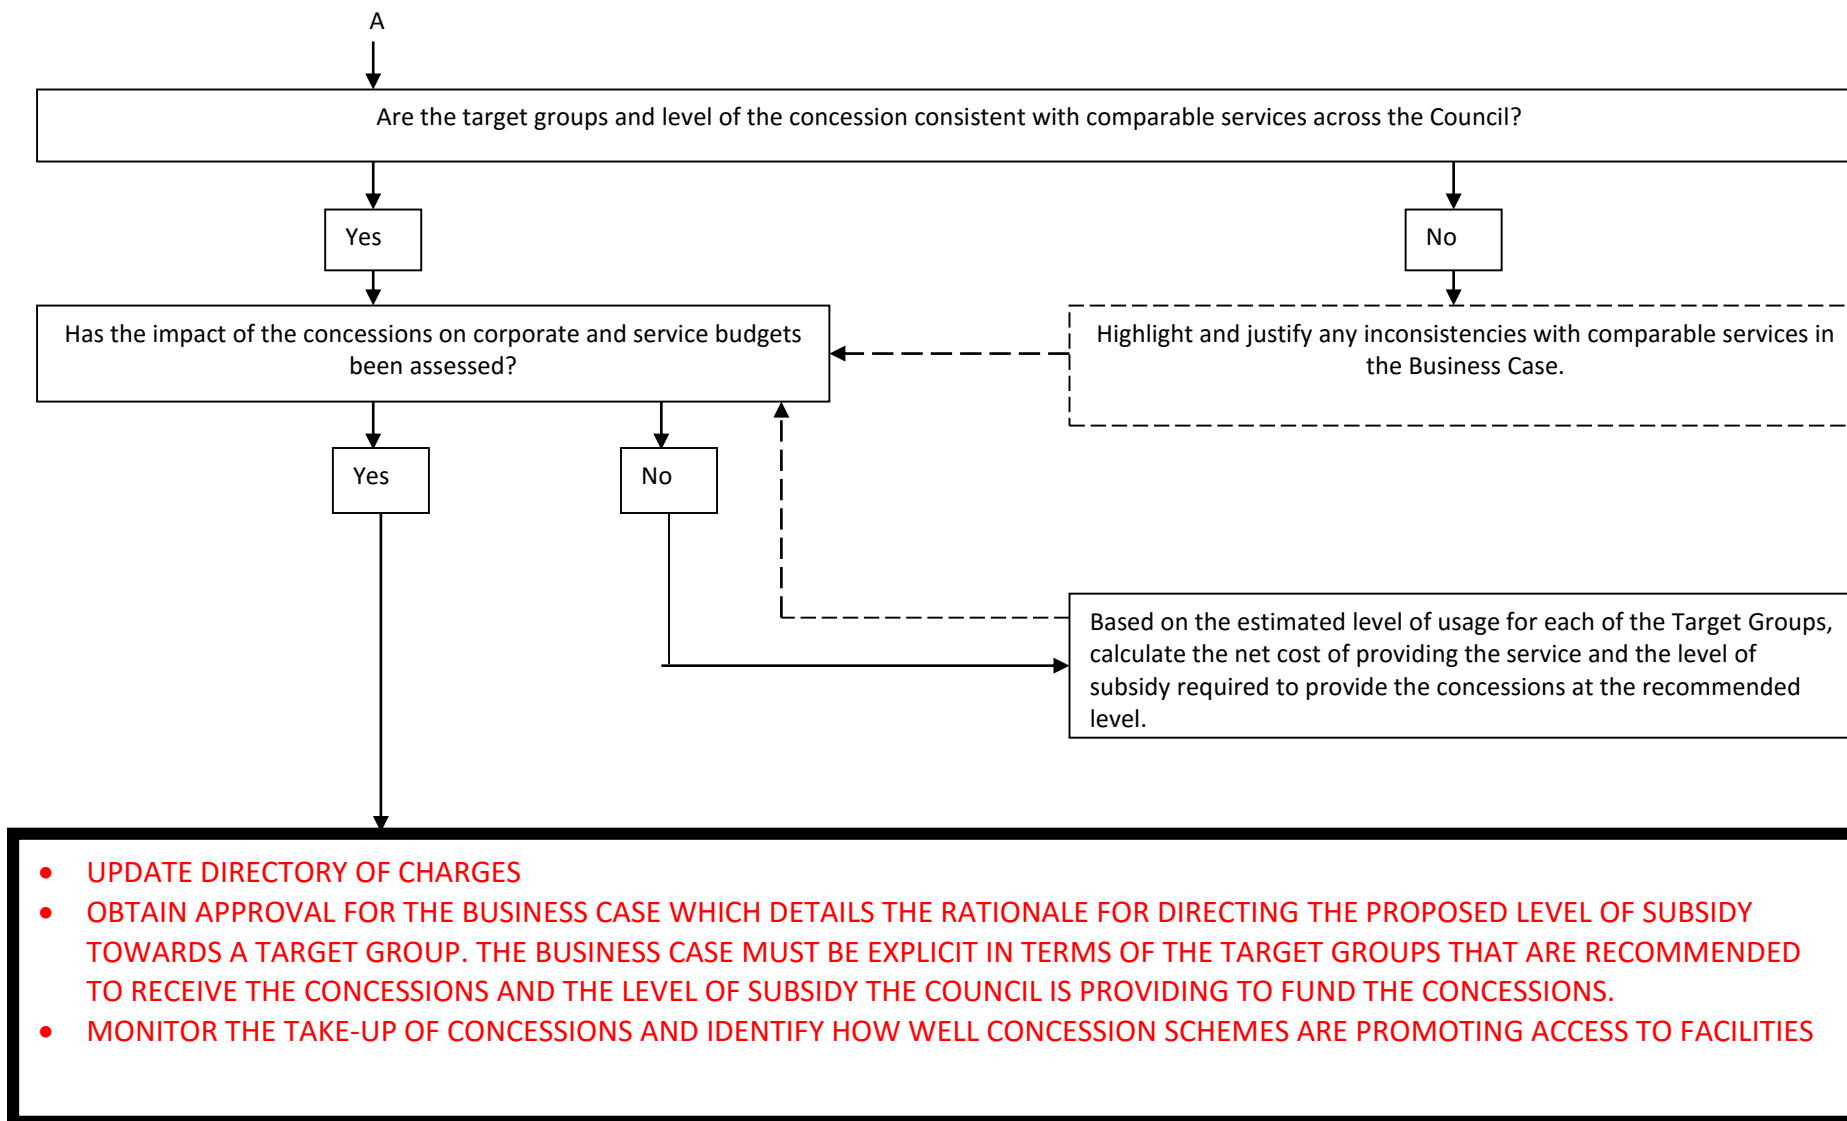 A
Are the target groups and level of the concession consistent with comparable services across the Council?
Yes
No
Has the impact of the concessions on corporate and service budgets
been assessed?
Highlight and justify any inconsistencies with comparable services in
the Business Case.
Yes
No
Based on the estimated level of usage for each of the Target Groups,
calculate the net cost of providing the service and the level of
subsidy required to provide the concessions at the recommended
level.
• UPDATE DIRECTORY OF CHARGES
• OBTAIN APPROVAL FOR THE BUSINESS CASE WHICH DETAILS THE RATIONALE FOR DIRECTING THE PROPOSED LEVEL OF SUBSIDY
TOWARDS A TARGET GROUP. THE BUSINESS CASE MUST BE EXPLICIT IN TERMS OF THE TARGET GROUPS THAT ARE RECOMMENDED
TO RECEIVE THE CONCESSIONS AND THE LEVEL OF SUBSIDY THE COUNCIL IS PROVIDING TO FUND THE CONCESSIONS.
• MONITOR THE TAKE-UP OF CONCESSIONS AND IDENTIFY HOW WELL CONCESSION SCHEMES ARE PROMOTING ACCESS TO FACILITIES